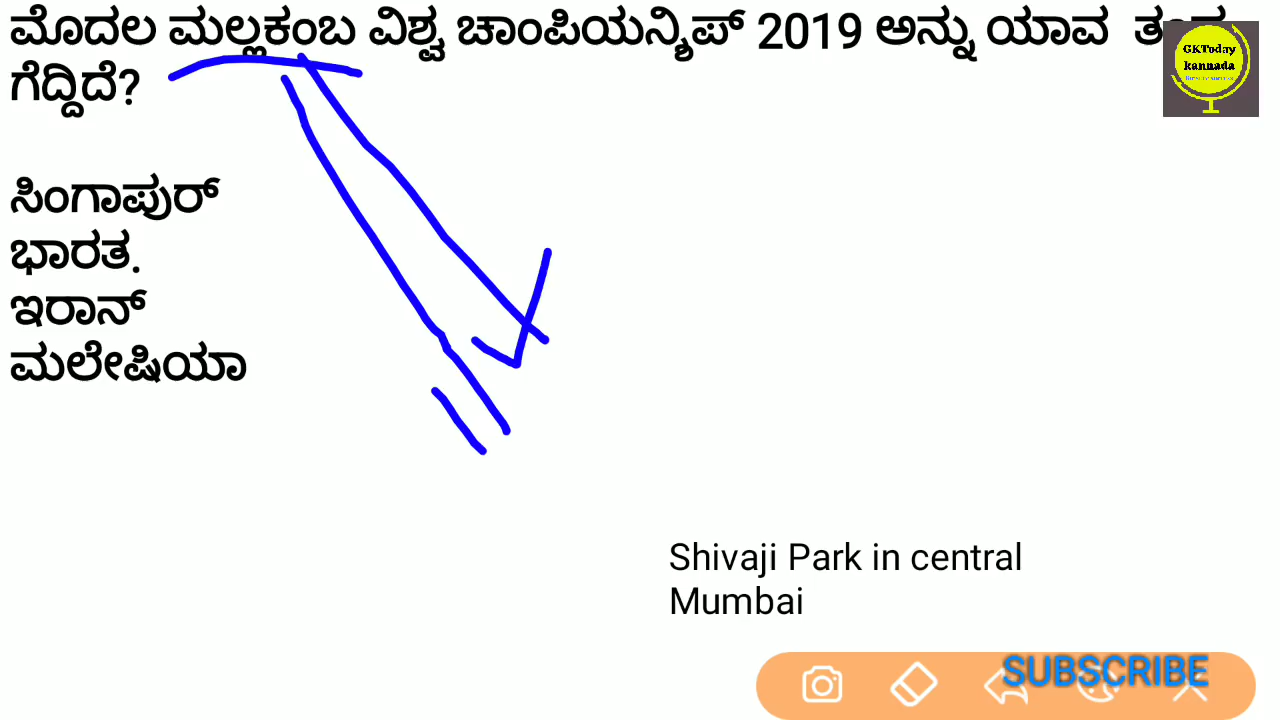 ಮೊದಲ ಮಲ್ಲಕಂಬ ವಿಶ್ವ ಚಾಂಪಿಯನ್ಶಿಪ್ 2019 ಅನ್ನು ಯಾವ
ಗೆದ್ದಿದೆ?
GKToday
kannada
ಸಿಂಗಾಪುರ್
ಭಾರತ.
ಇರಾನ್
ಮಲೇಷಿಯಾ
Shivaji Park in central
Mumbai
SUBSCRIBE